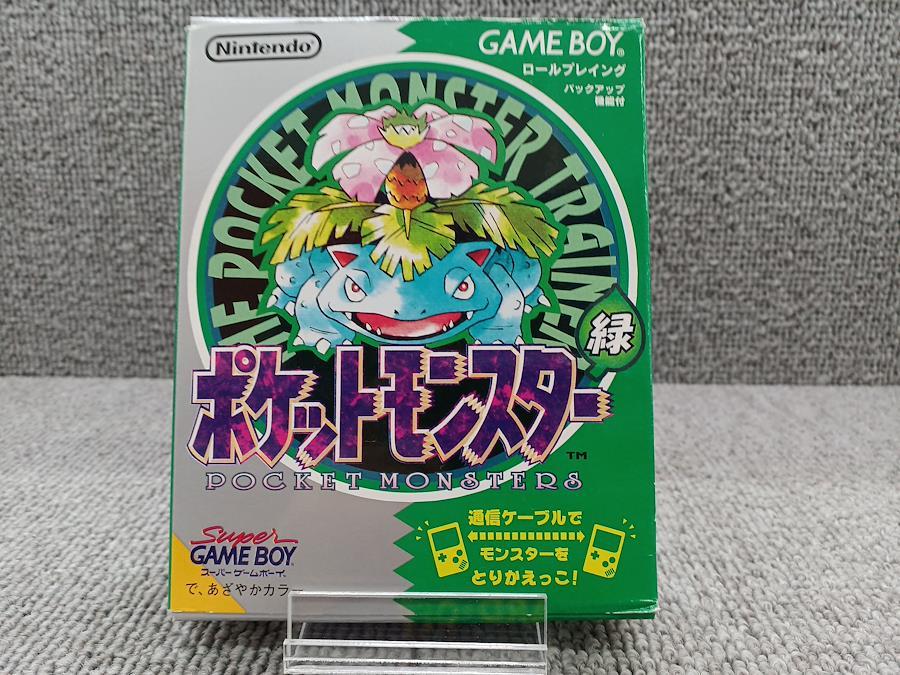 Nintendo®
GAME BOY®
ロールプレイング
バックアップ
機能付
THE POCKET MONSTER TRAINER
緑
ポケットモンスター
TM
POCKET MONSTERS
通信ケーブルで
モンスターを
とりかえっこ!
Super
GAME BOY
スーパーゲームボーイ
で、あざやかカラー